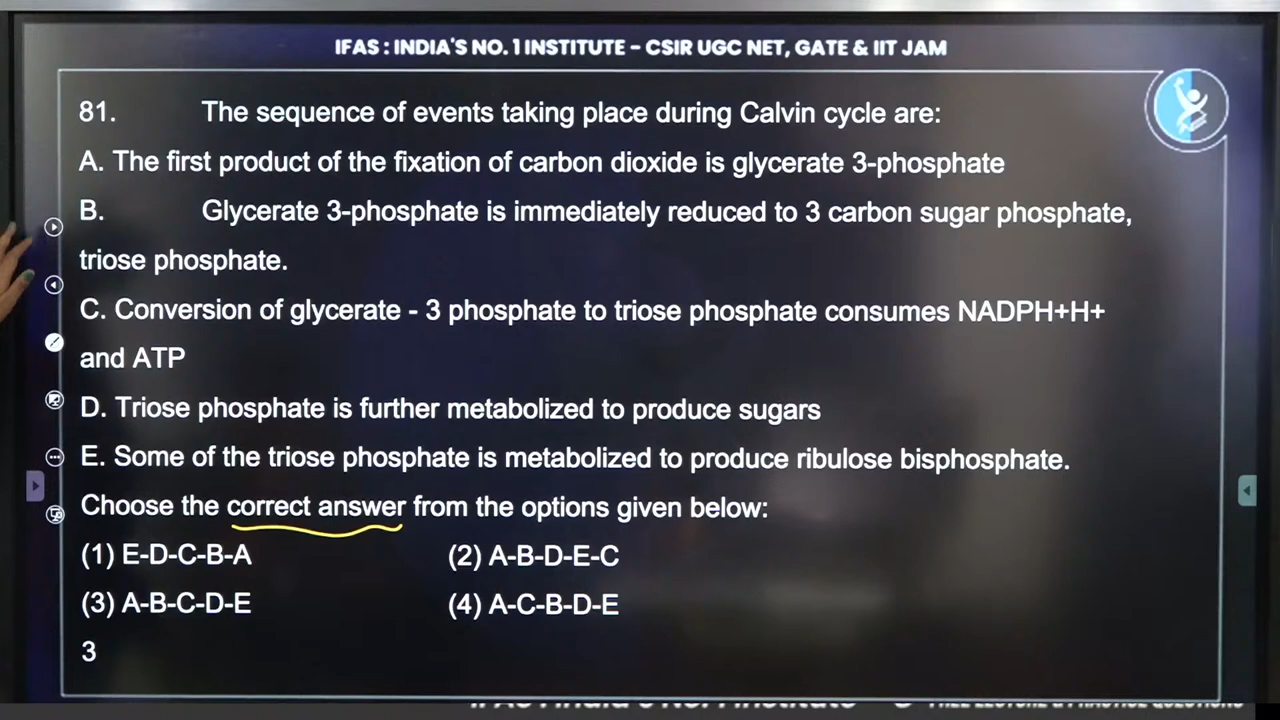 IFAS : INDIA'S NO. 1 INSTITUTE – CSIR UGC NET, GATE & IIT JAM
81. The sequence of events taking place during Calvin cycle are:
A. The first product of the fixation of carbon dioxide is glycerate 3-phosphate
B. Glycerate 3-phosphate is immediately reduced to 3 carbon sugar phosphate,
triose phosphate.
C. Conversion of glycerate - 3 phosphate to triose phosphate consumes NADPH+H+
and ATP
D. Triose phosphate is further metabolized to produce sugars
E. Some of the triose phosphate is metabolized to produce ribulose bisphosphate.
Choose the correct answer from the options given below:
(1) E-D-C-B-A (2) A-B-D-E-C
(3) A-B-C-D-E (4) A-C-B-D-E
3